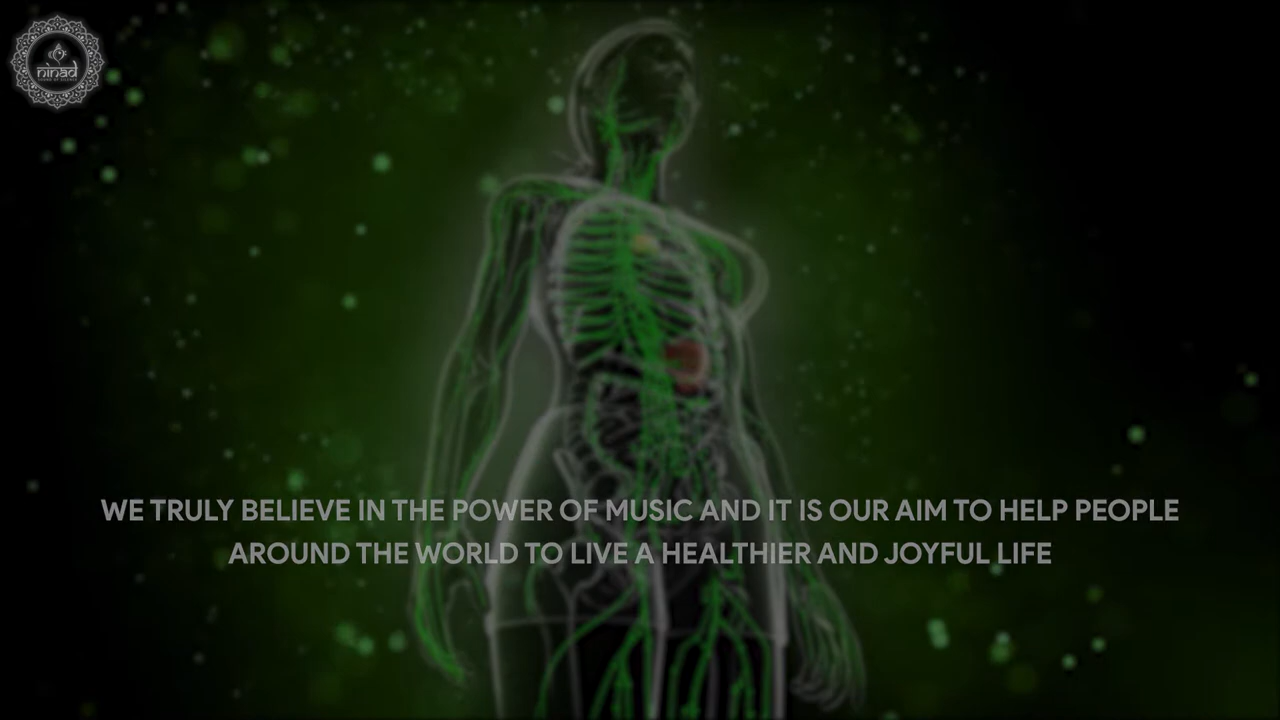 ninad
WE TRULY BELIEVE IN THE POWER OF MUSIC AND IT IS OUR AIM TO HELP PEOPLE
AROUND THE WORLD TO LIVE A HEALTHIER AND JOYFUL LIFE